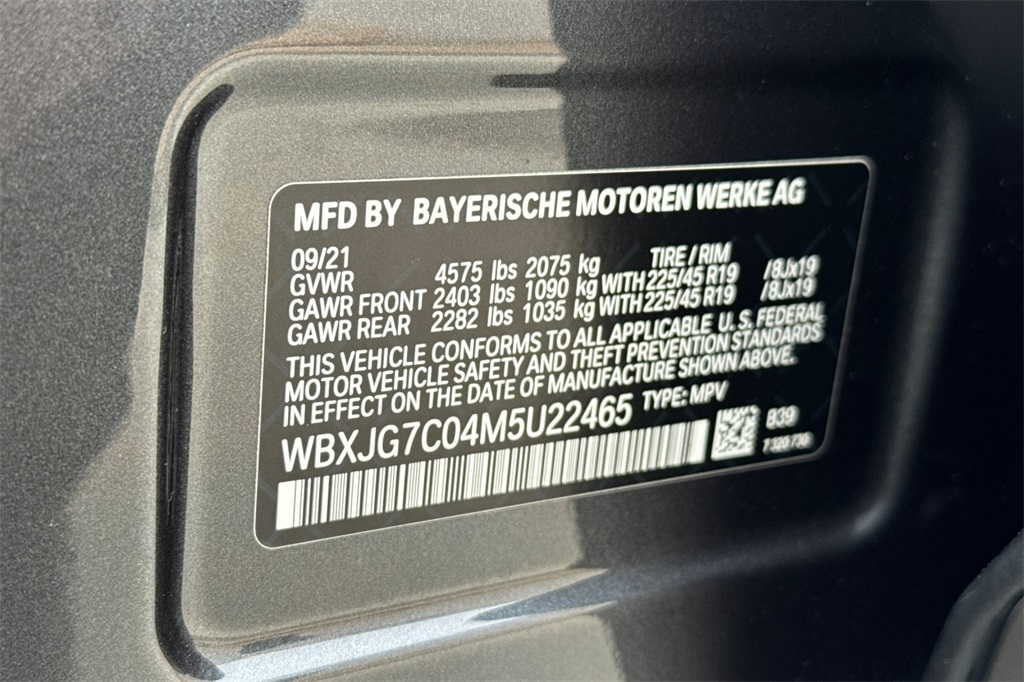 MFD BY BAYERISCHE MOTOREN WERKE AG
09/21 TIRE / RIM
GVWR 4575 lbs 2075 kg
GAWR FRONT 2403 lbs 1090 kg WITH 225/45 R19 /8Jx19
GAWR REAR 2282 lbs 1035 kg WITH 225/45 R19 /8Jx19
THIS VEHICLE CONFORMS TO ALL APPLICABLE U.S. FEDERAL
MOTOR VEHICLE SAFETY AND THEFT PREVENTION STANDARDS
IN EFFECT ON THE DATE OF MANUFACTURE SHOWN ABOVE.
WBXJG7C04M5U22465 TYPE: MPV
B39